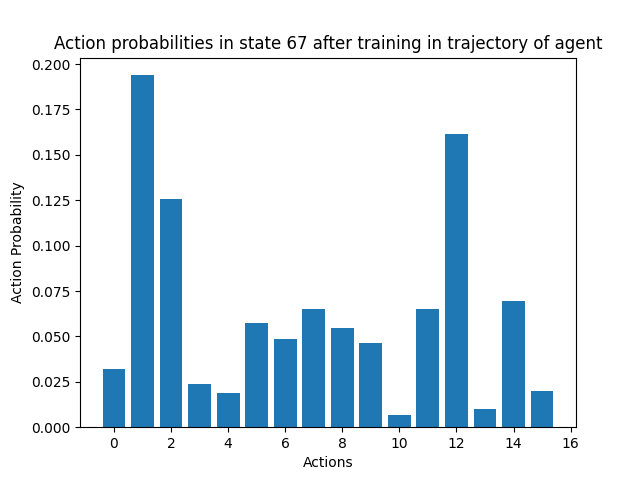 Action probabilities in state 67 after training in trajectory of agent
0.200
0.175
0.150
0.125
0.100
0.075
0.050
0.025
0.000
Action Probability
0 2 4 6 8 10 12 14 16
Actions